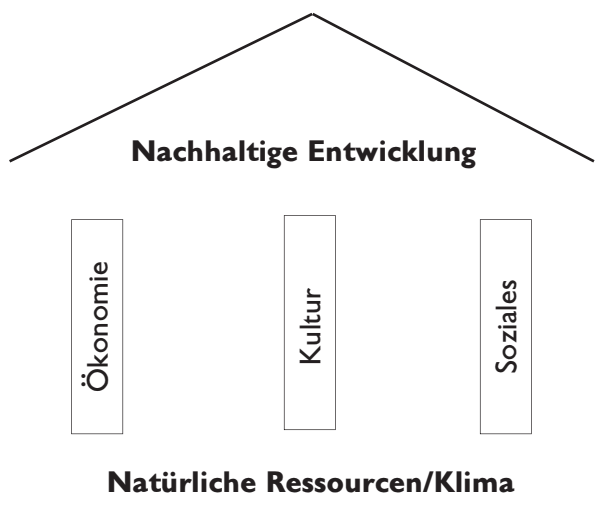 Nachhaltige Entwicklung
Ökonomie
Kultur
Soziales
Natürliche Ressourcen/Klima